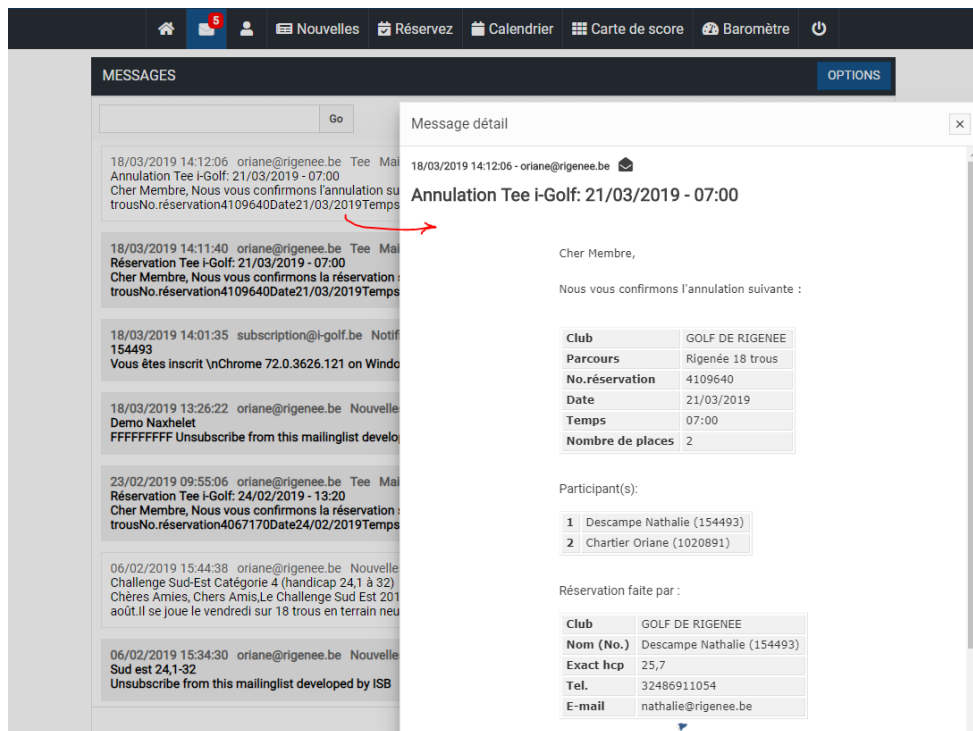 5
Nouvelles Réservez Calendrier Carte de score Baromètre
MESSAGES
OPTIONS
Go
18/03/2019 14:12:06 oriane@rigenee.be Tee Mai
Annulation Tee i-Golf: 21/03/2019 - 07:00
Cher Membre, Nous vous confirmons l'annulation su
trousNo.réservation4109640Date21/03/2019Temps
18/03/2019 14:11:40 oriane@rigenee.be Tee Mai
Réservation Tee i-Golf: 21/03/2019 - 07:00
Cher Membre, Nous vous confirmons la réservation
trousNo.réservation4109640Date21/03/2019Temps
18/03/2019 14:01:35 subscription@i-golf.be Notifi
154493
Vous êtes inscrit \nChrome 72.0.3626.121 on Windo
18/03/2019 13:26:22 oriane@rigenee.be Nouvelle
Demo Naxhelet
FFFFFFFFF Unsubscribe from this mailinglist develop
23/02/2019 09:55:06 oriane@rigenee.be Tee Mai
Réservation Tee i-Golf: 24/02/2019 - 13:20
Cher Membre, Nous vous confirmons la réservation
trousNo.réservation4067170Date24/02/2019Temps
06/02/2019 15:44:38 oriane@rigenee.be Nouvelle
Challenge Sud-Est Catégorie 4 (handicap 24,1 à 32)
Chères Amies, Chers Amis,Le Challenge Sud Est 201
août.Il se joue le vendredi sur 18 trous en terrain neu
06/02/2019 15:34:30 oriane@rigenee.be Nouvelle
Sud est 24,1-32
Unsubscribe from this mailinglist developed by ISB
Message détail
×
18/03/2019 14:12:06 - oriane@rigenee.be
Annulation Tee i-Golf: 21/03/2019 - 07:00
Cher Membre,
Nous vous confirmons l'annulation suivante :
Club GOLF DE RIGENEE
Parcours Rigenée 18 trous
No.réservation 4109640
Date 21/03/2019
Temps 07:00
Nombre de places 2
Participant(s):
1 Descampe Nathalie (154493)
2 Chartier Oriane (1020891)
Réservation faite par :
Club GOLF DE RIGENEE
Nom (No.) Descampe Nathalie (154493)
Exact hcp 25,7
Tel. 32486911054
E-mail nathalie@rigenee.be